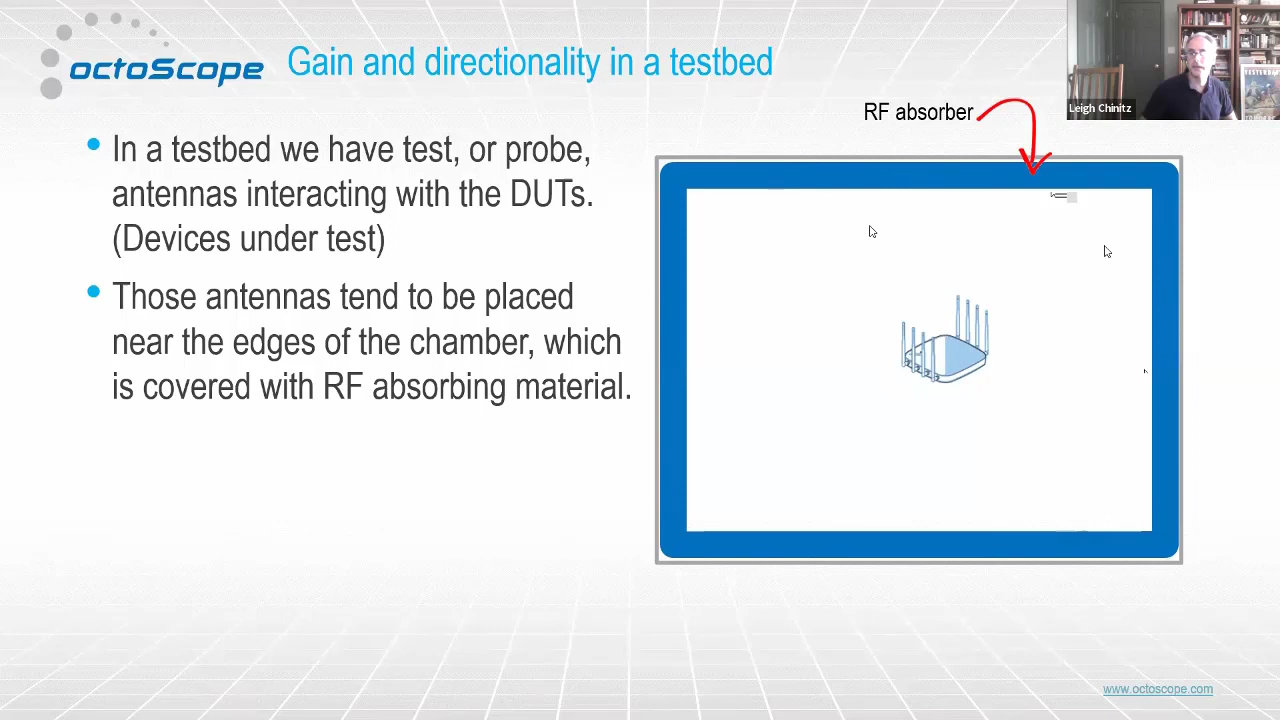 octoScope
Gain and directionality in a testbed
Leigh Chinitz
RF absorber
• In a testbed we have test, or probe,
antennas interacting with the DUTs.
(Devices under test)
• Those antennas tend to be placed
near the edges of the chamber, which
is covered with RF absorbing material.
www.octoscope.com